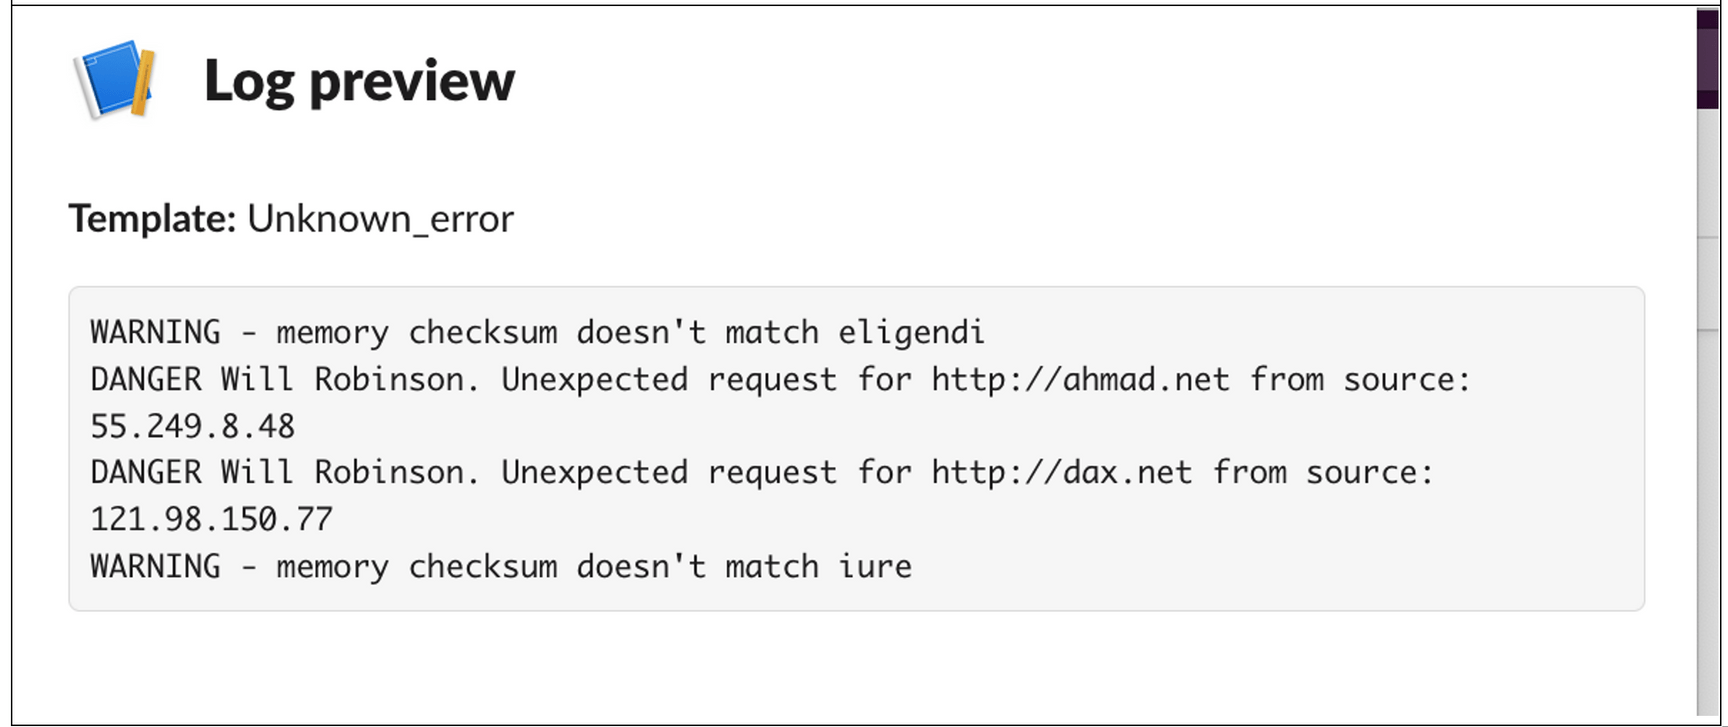 Log preview
Template: Unknown_error
WARNING - memory checksum doesn't match eligendi
DANGER Will Robinson. Unexpected request for http://ahmad.net from source:
55.249.8.48
DANGER Will Robinson. Unexpected request for http://dax.net from source:
121.98.150.77
WARNING - memory checksum doesn't match iure